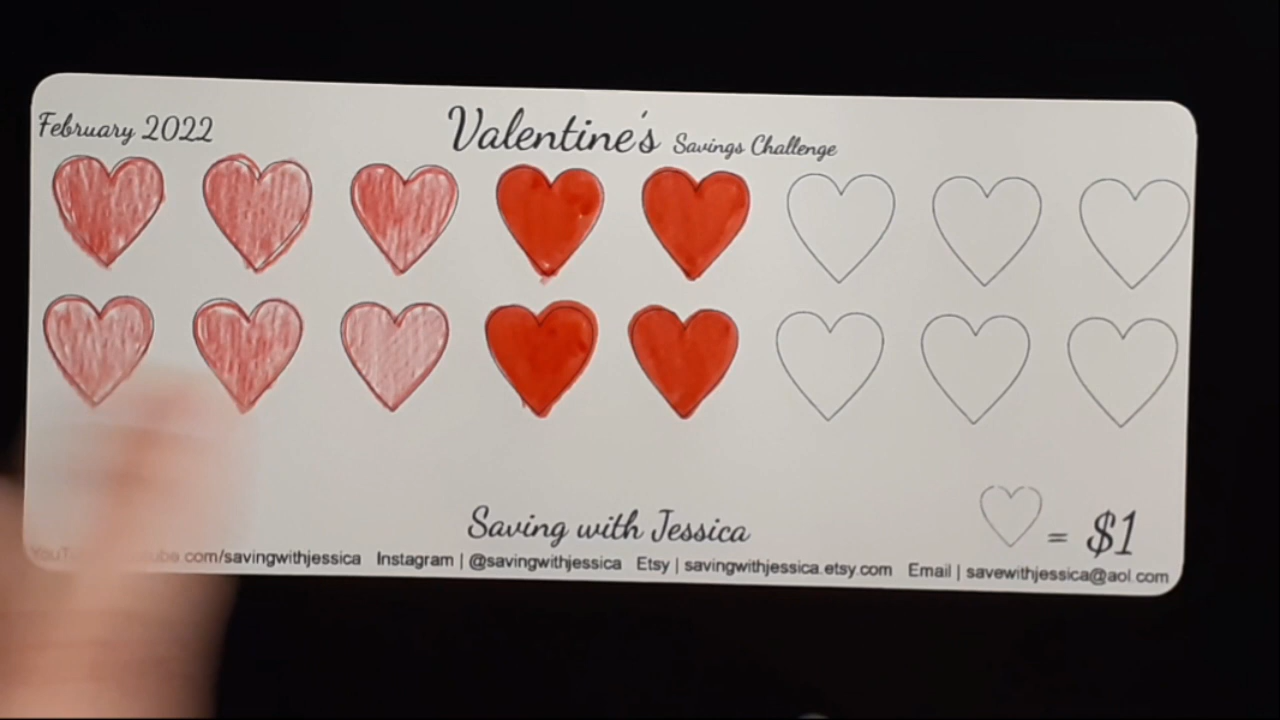 February 2022
Valentine's Savings Challenge
= $1
Saving with Jessica
com/savingwithjessica Instagram | @savingwithjessica Etsy | savingwithjessica.etsy.com Email | savewithjessica@aol.com